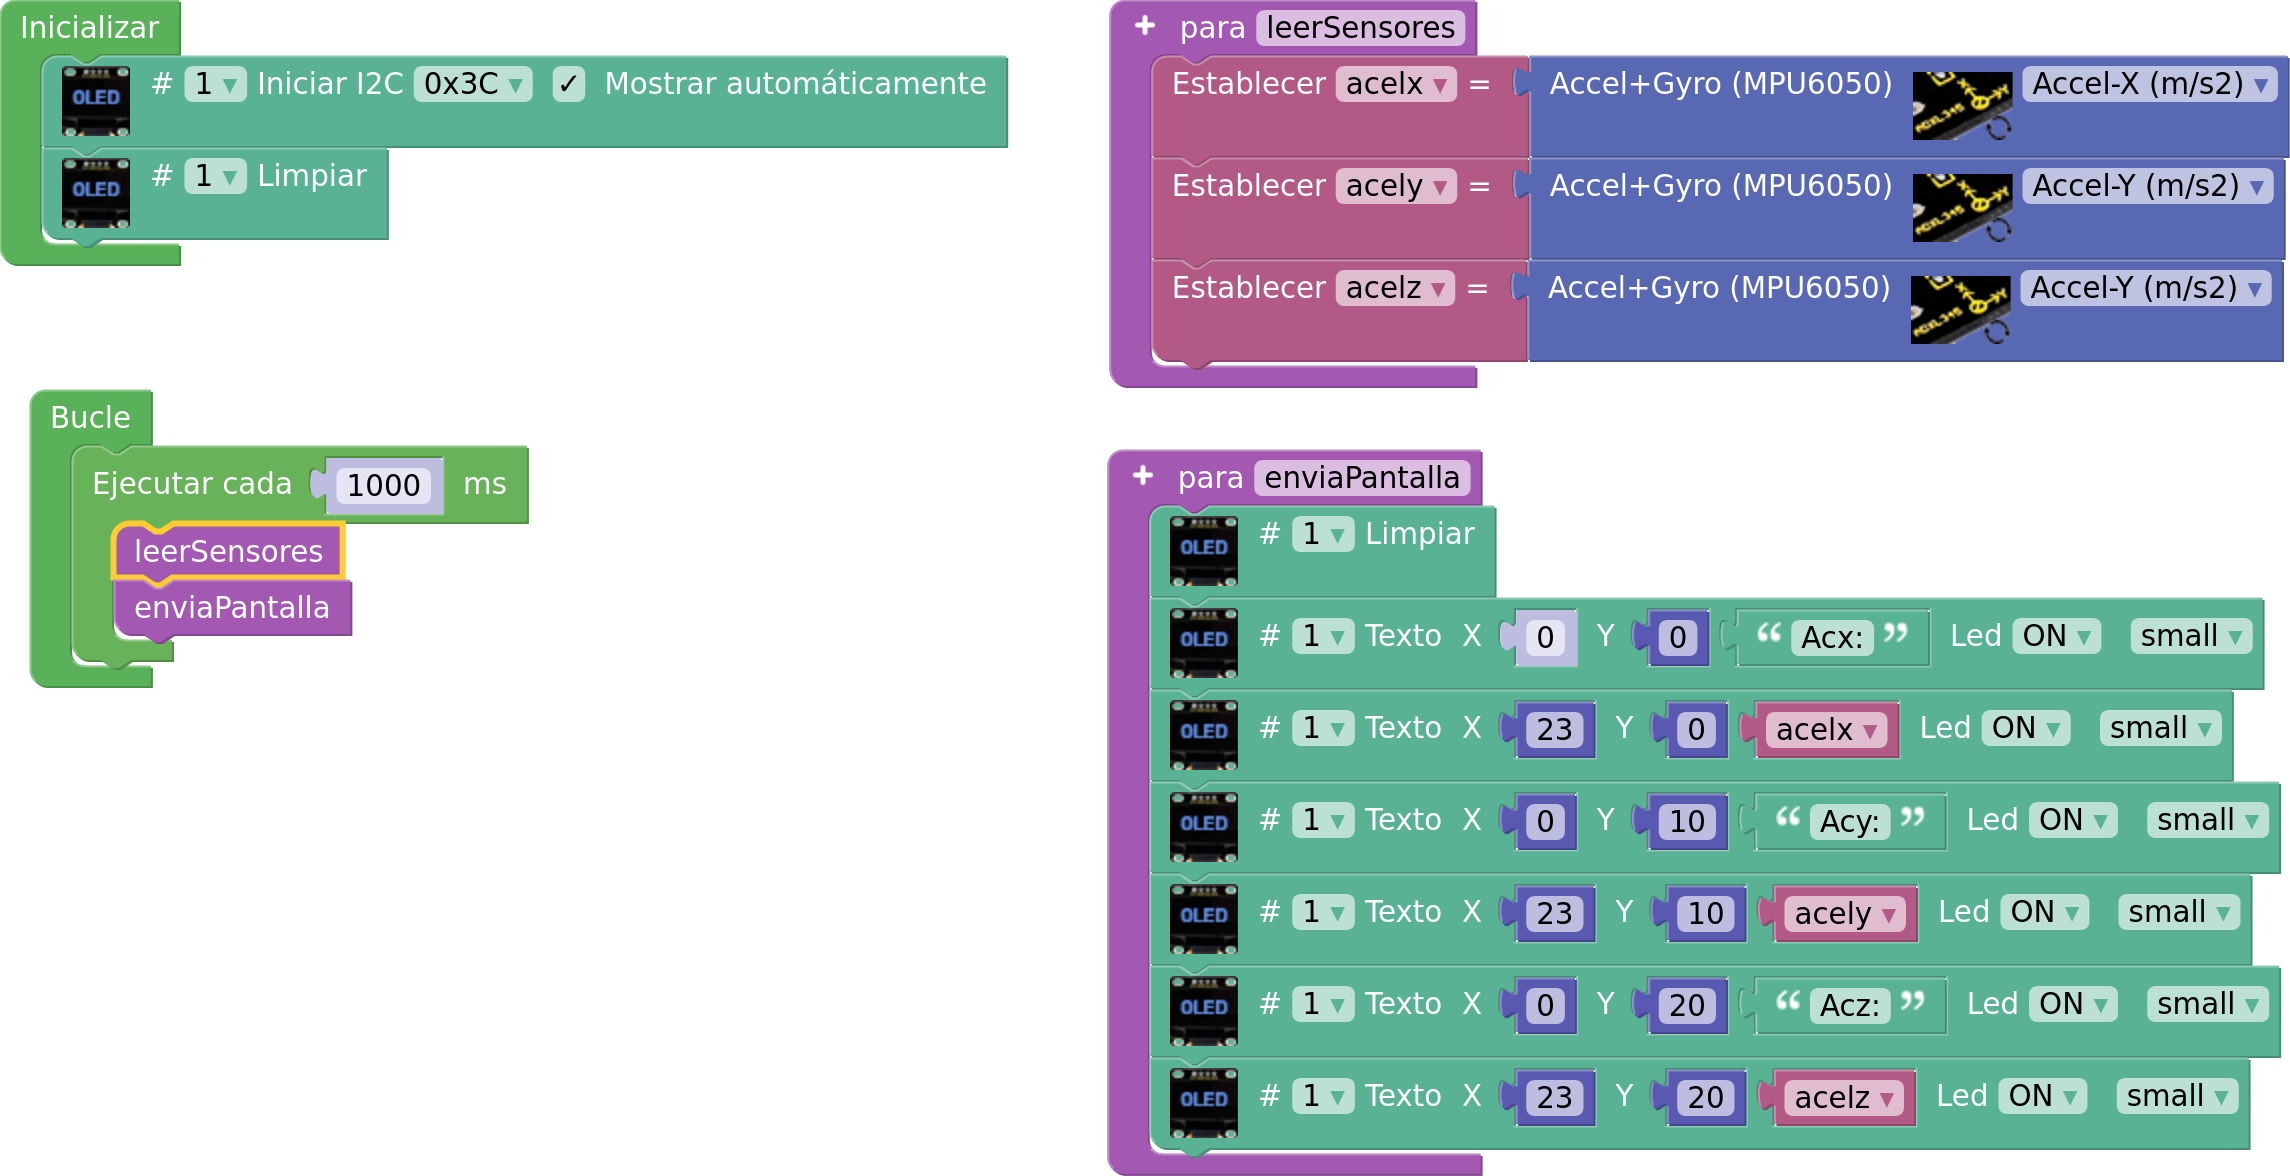 Inicializar
OLED # 1 Iniciar I2C 0x3C ✓ Mostrar automáticamente
OLED # 1 Limpiar
Bucle
Ejecutar cada 1000 ms
leerSensores
enviaPantalla
+ para leerSensores
Establecer acelx = Accel+Gyro (MPU6050) Accel-X (m/s2)
Establecer acely = Accel+Gyro (MPU6050) Accel-Y (m/s2)
Establecer acelz = Accel+Gyro (MPU6050) Accel-Y (m/s2)
+ para enviaPantalla
OLED # 1 Limpiar
OLED # 1 Texto X 0 Y 0 “ Acx: ” Led ON small
OLED # 1 Texto X 23 Y 0 acelx Led ON small
OLED # 1 Texto X 0 Y 10 “ Acy: ” Led ON small
OLED # 1 Texto X 23 Y 10 acely Led ON small
OLED # 1 Texto X 0 Y 20 “ Acz: ” Led ON small
OLED # 1 Texto X 23 Y 20 acelz Led ON small